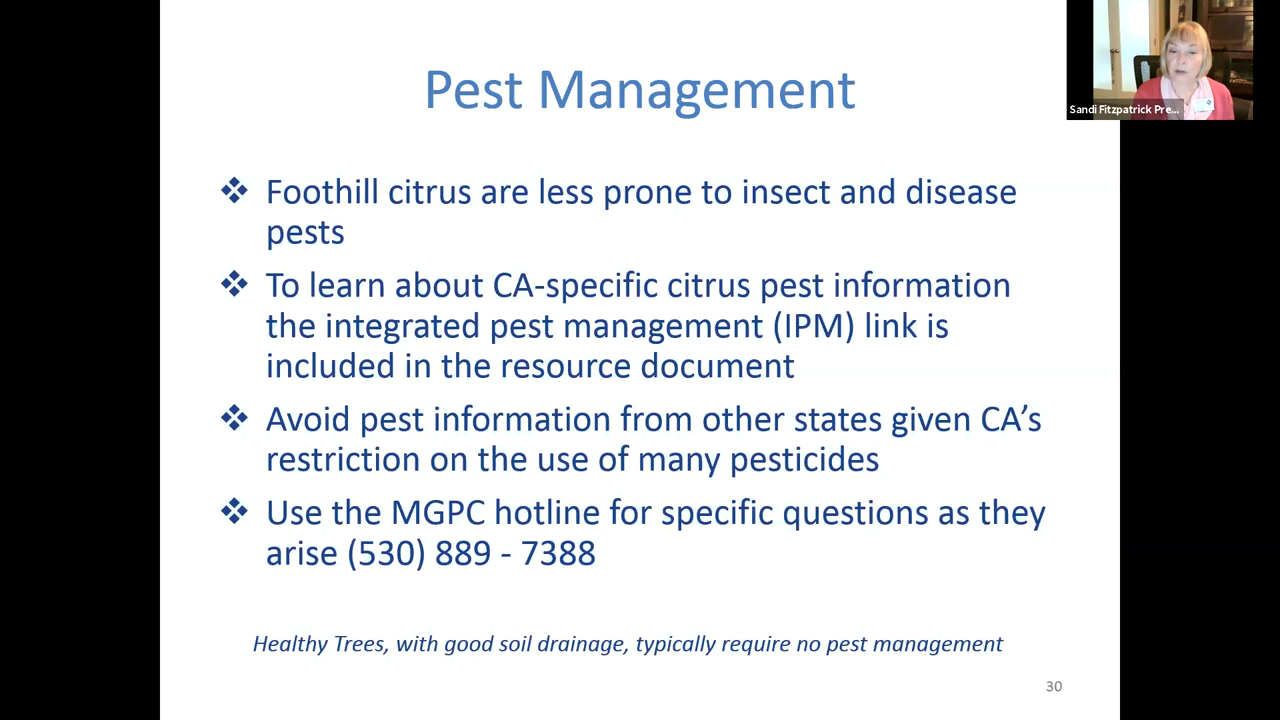 Pest Management
Sandi Fitzpatrick Pre...
❖ Foothill citrus are less prone to insect and disease
pests
❖ To learn about CA-specific citrus pest information
the integrated pest management (IPM) link is
included in the resource document
❖ Avoid pest information from other states given CA’s
restriction on the use of many pesticides
❖ Use the MGPC hotline for specific questions as they
arise (530) 889 - 7388
Healthy Trees, with good soil drainage, typically require no pest management
30